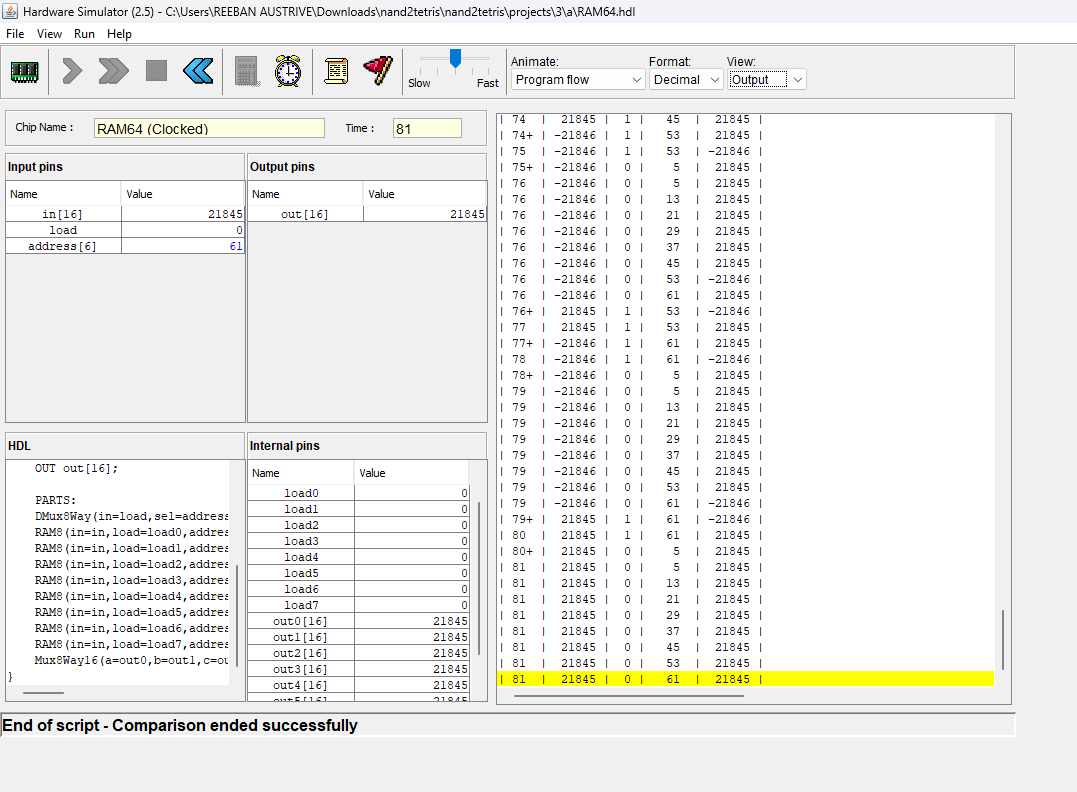 Hardware Simulator (2.5) - C:\Users\REEBAN AUSTRIVE\Downloads\nand2tetris\nand2tetris\projects\3\a\RAM64.hdl
File View Run Help
Slow Fast
Animate: Format: View:
Program flow Decimal Output
Chip Name : RAM64 (Clocked) Time : 81
Input pins
Name Value
in[16] 21845
load 0
address[6] 61
Output pins
Name Value
out[16] 21845
HDL
OUT out[16];
PARTS:
DMux8Way(in=load,sel=address
RAM8(in=in,load=load0,addres
RAM8(in=in,load=load1,addres
RAM8(in=in,load=load2,addres
RAM8(in=in,load=load3,addres
RAM8(in=in,load=load4,addres
RAM8(in=in,load=load5,addres
RAM8(in=in,load=load6,addres
RAM8(in=in,load=load7,addres
Mux8Way16(a=out0,b=out1,c=ou
}
Internal pins
Name Value
load0 0
load1 0
load2 0
load3 0
load4 0
load5 0
load6 0
load7 0
out0[16] 21845
out1[16] 21845
out2[16] 21845
out3[16] 21845
out4[16] 21845
out5[16] 21845
| 74 | 21845 | 1 | 45 | 21845 |
| 74+ | -21846 | 1 | 53 | 21845 |
| 75 | -21846 | 1 | 53 | -21846 |
| 75+ | -21846 | 0 | 5 | 21845 |
| 76 | -21846 | 0 | 5 | 21845 |
| 76 | -21846 | 0 | 13 | 21845 |
| 76 | -21846 | 0 | 21 | 21845 |
| 76 | -21846 | 0 | 29 | 21845 |
| 76 | -21846 | 0 | 37 | 21845 |
| 76 | -21846 | 0 | 45 | 21845 |
| 76 | -21846 | 0 | 53 | -21846 |
| 76 | -21846 | 0 | 61 | 21845 |
| 76+ | 21845 | 1 | 53 | -21846 |
| 77 | 21845 | 1 | 53 | 21845 |
| 77+ | -21846 | 1 | 61 | 21845 |
| 78 | -21846 | 1 | 61 | -21846 |
| 78+ | -21846 | 0 | 5 | 21845 |
| 79 | -21846 | 0 | 5 | 21845 |
| 79 | -21846 | 0 | 13 | 21845 |
| 79 | -21846 | 0 | 21 | 21845 |
| 79 | -21846 | 0 | 29 | 21845 |
| 79 | -21846 | 0 | 37 | 21845 |
| 79 | -21846 | 0 | 45 | 21845 |
| 79 | -21846 | 0 | 53 | 21845 |
| 79 | -21846 | 0 | 61 | -21846 |
| 79+ | 21845 | 1 | 61 | -21846 |
| 80 | 21845 | 1 | 61 | 21845 |
| 80+ | 21845 | 0 | 5 | 21845 |
| 81 | 21845 | 0 | 5 | 21845 |
| 81 | 21845 | 0 | 13 | 21845 |
| 81 | 21845 | 0 | 21 | 21845 |
| 81 | 21845 | 0 | 29 | 21845 |
| 81 | 21845 | 0 | 37 | 21845 |
| 81 | 21845 | 0 | 45 | 21845 |
| 81 | 21845 | 0 | 53 | 21845 |
| 81 | 21845 | 0 | 61 | 21845 |
End of script - Comparison ended successfully